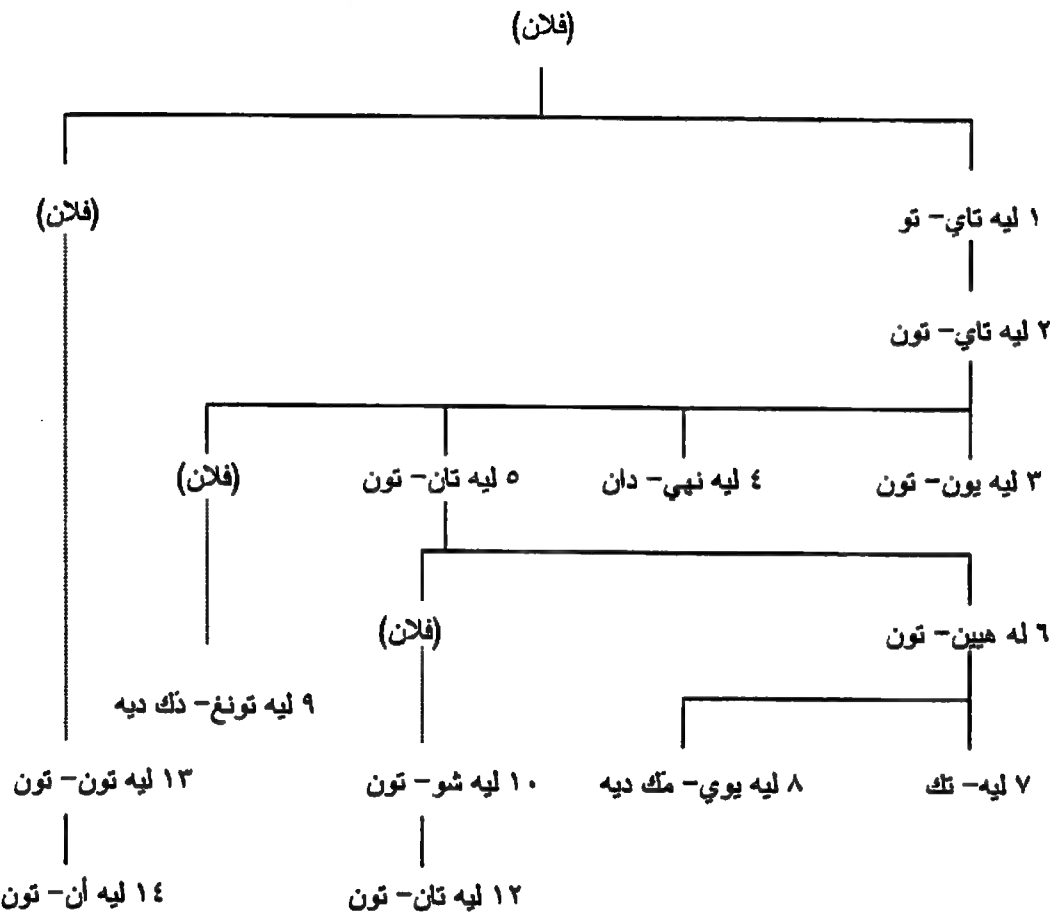 (فلان)
١ ليه تاي- تو
(فلان)
٢ ليه تاي- تون
٣ ليه يون- تون
٤ ليه نهي- دان
٥ ليه تان- تون
(فلان)
٦ له هيين- تون
(فلان)
٩ ليه تونغ- دك ديه
٧ ليه- تك
٨ ليه يوي- مك ديه
١٠ ليه شو- تون
١٣ ليه تون- تون
١٢ ليه تان- تون
١٤ ليه أن- تون